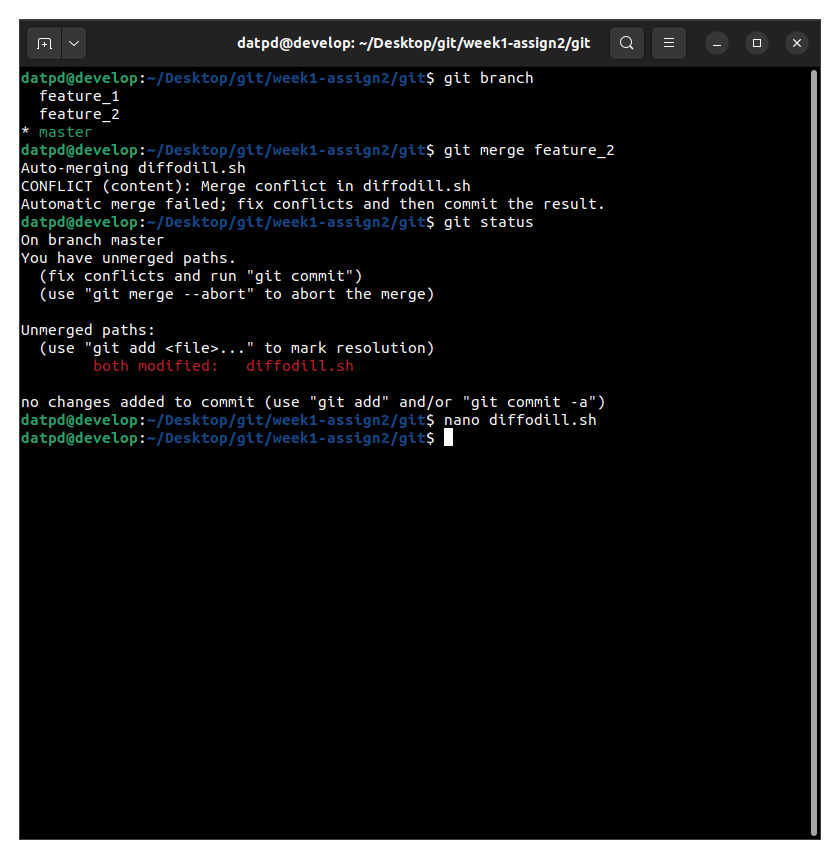 datpd@develop: ~/Desktop/git/week1-assign2/git
datpd@develop:~/Desktop/git/week1-assign2/git$ git branch
  feature_1
  feature_2
* master
datpd@develop:~/Desktop/git/week1-assign2/git$ git merge feature_2
Auto-merging diffodill.sh
CONFLICT (content): Merge conflict in diffodill.sh
Automatic merge failed; fix conflicts and then commit the result.
datpd@develop:~/Desktop/git/week1-assign2/git$ git status
On branch master
You have unmerged paths.
  (fix conflicts and run "git commit")
  (use "git merge --abort" to abort the merge)

Unmerged paths:
  (use "git add <file>..." to mark resolution)
        both modified:   diffodill.sh

no changes added to commit (use "git add" and/or "git commit -a")
datpd@develop:~/Desktop/git/week1-assign2/git$ nano diffodill.sh
datpd@develop:~/Desktop/git/week1-assign2/git$